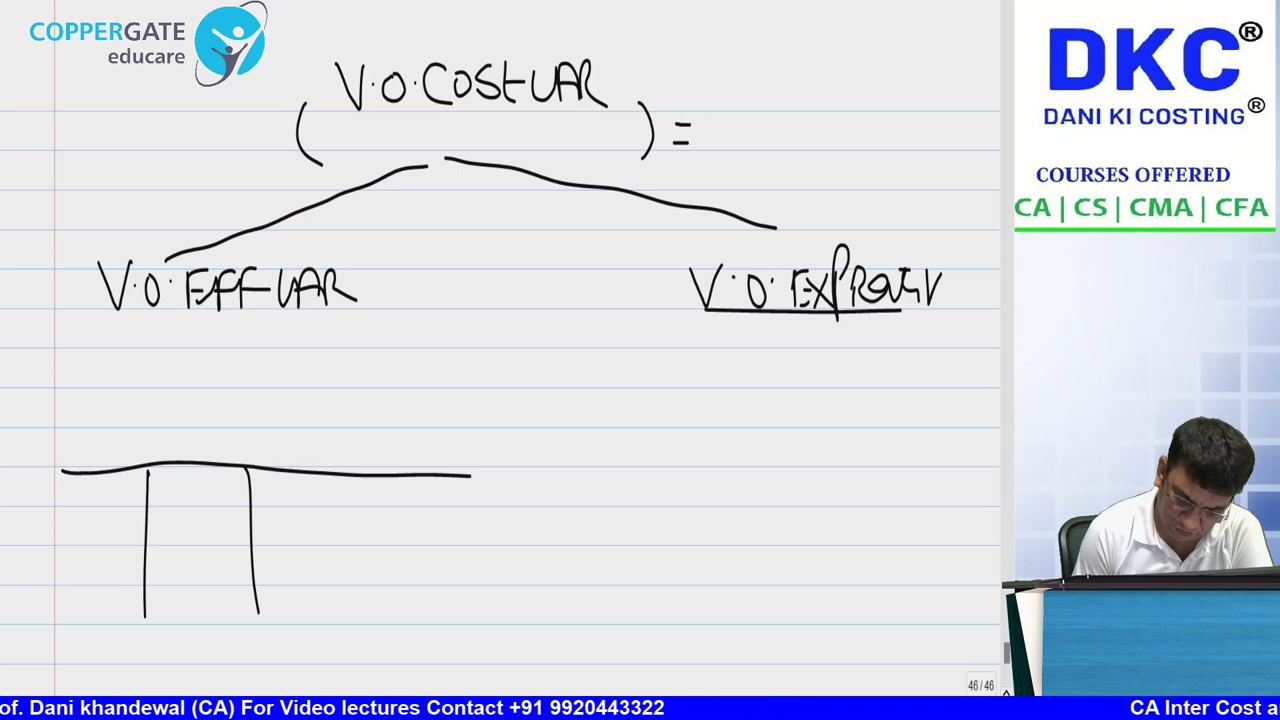 COPPERGATE
educare
V.O.COST VAR
( ) =
V.O.EFF VAR
V.O.EXP Rati V
46/46
DKC®
DANI KI COSTING®
COURSES OFFERED
CA | CS | CMA | CFA
of. Dani khandewal (CA) For Video lectures Contact +91 9920443322
CA Inter Cost a